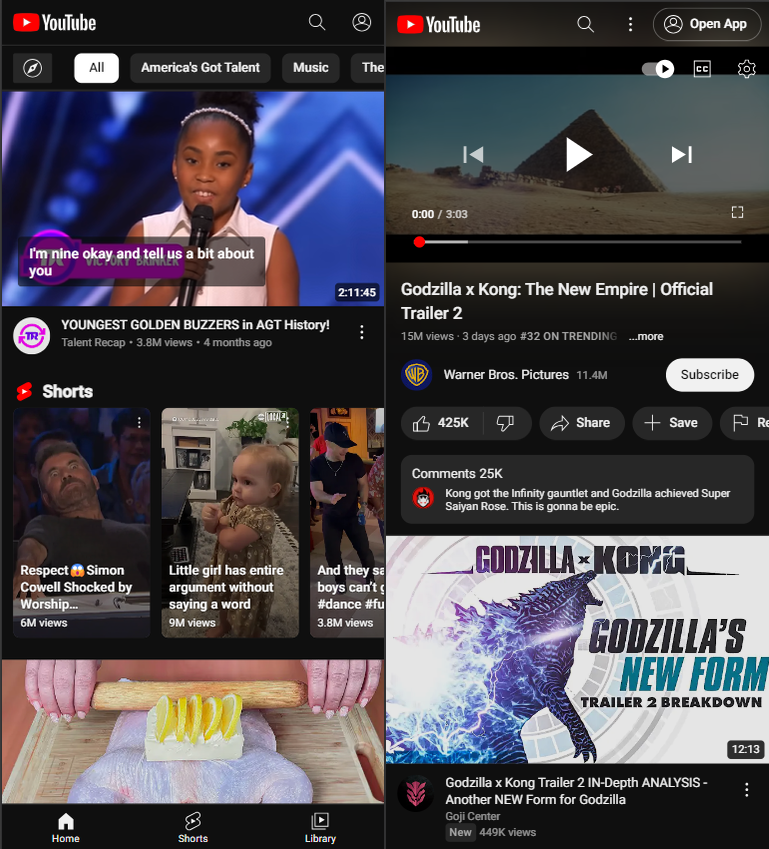 YouTube
All
America's Got Talent
Music
The
I'm nine okay and tell us a bit about
you
VICTORY BRINKER
2:11:45
TR
YOUNGEST GOLDEN BUZZERS in AGT History!
Talent Recap • 3.8M views • 4 months ago
Shorts
Respect😱Simon
Cowell Shocked by
Worship...
6M views
Little girl has entire
argument without
saying a word
9M views
And they sa
boys can't g
#dance #fu
3.8M views
Home
Shorts
Library
YouTube
Open App
CC
0:00 / 3:03
Godzilla x Kong: The New Empire | Official
Trailer 2
15M views · 3 days ago #32 ON TRENDING ...more
WB
Warner Bros. Pictures 11.4M
Subscribe
425K
Share
Save
Re
Comments 25K
Kong got the Infinity gauntlet and Godzilla achieved Super
Saiyan Rose. This is gonna be epic.
GODZILLA x KONG
GODZILLA'S
NEW FORM
TRAILER 2 BREAKDOWN
12:13
Godzilla x Kong Trailer 2 IN-Depth ANALYSIS -
Another NEW Form for Godzilla
Goji Center
New 449K views